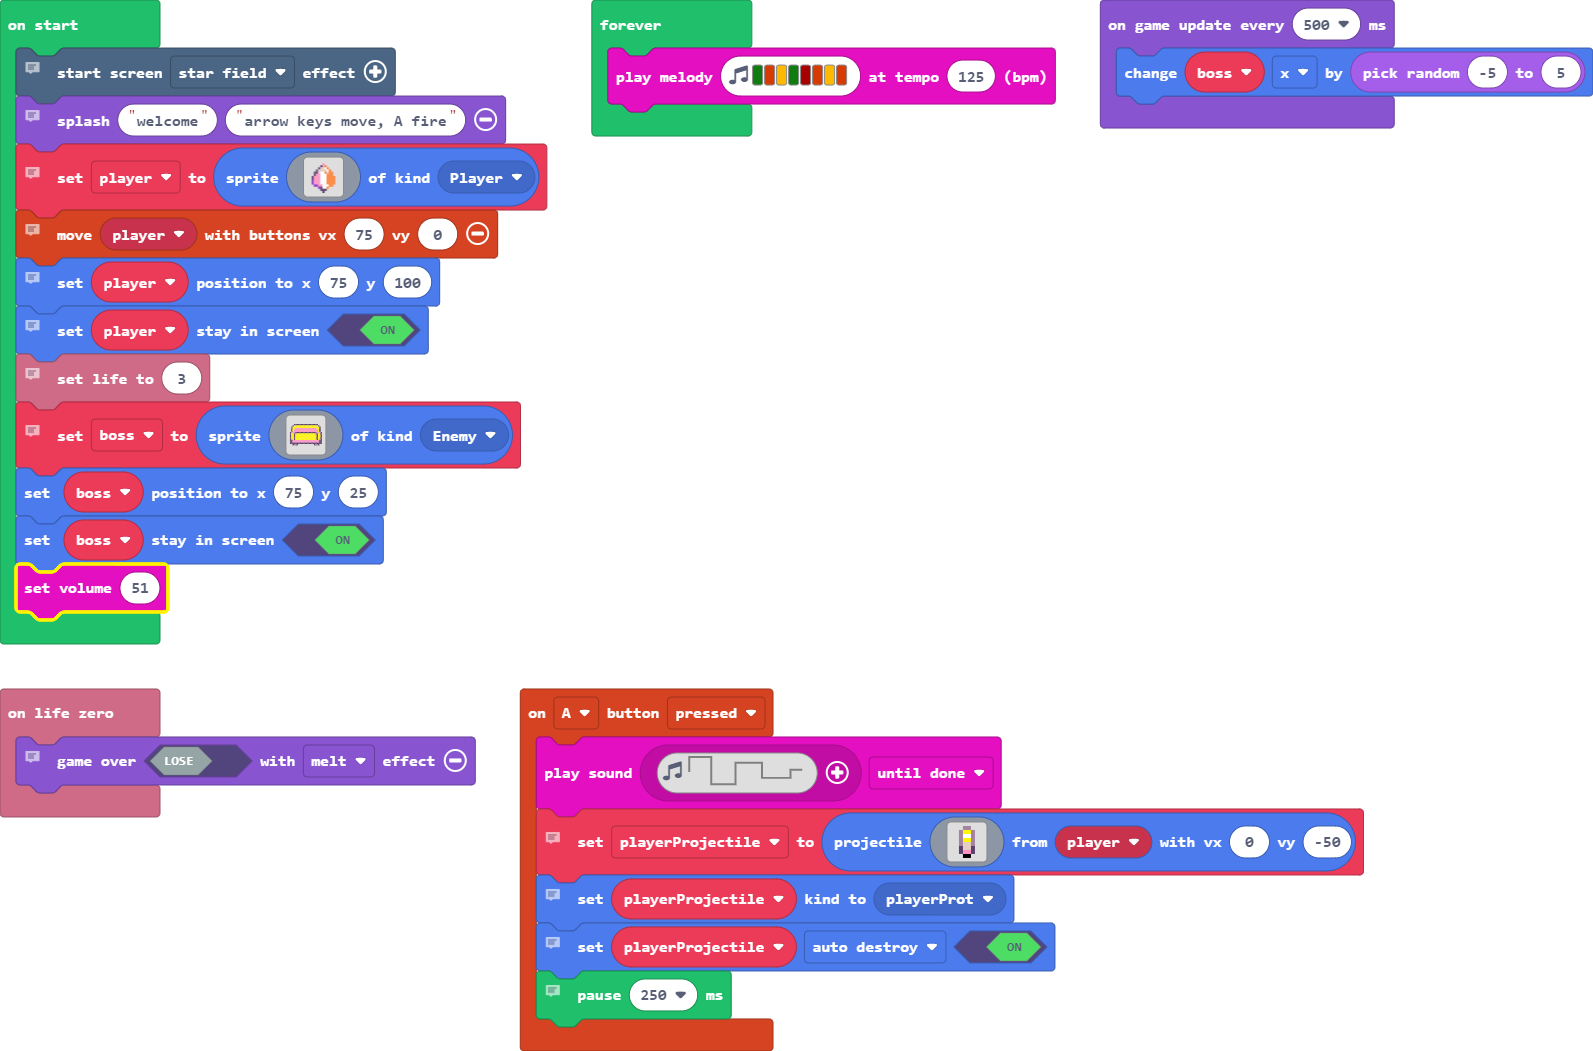 on start
start screen star field effect
splash "welcome" "arrow keys move, A fire"
set player to sprite of kind Player
move player with buttons vx 75 vy 0
set player position to x 75 y 100
set player stay in screen ON
set life to 3
set boss to sprite of kind Enemy
set boss position to x 75 y 25
set boss stay in screen ON
set volume 51
forever
play melody at tempo 125 (bpm)
on game update every 500 ms
change boss x by pick random -5 to 5
on life zero
game over LOSE with melt effect
on A button pressed
play sound until done
set playerProjectile to projectile from player with vx 0 vy -50
set playerProjectile kind to playerProt
set playerProjectile auto destroy ON
pause 250 ms